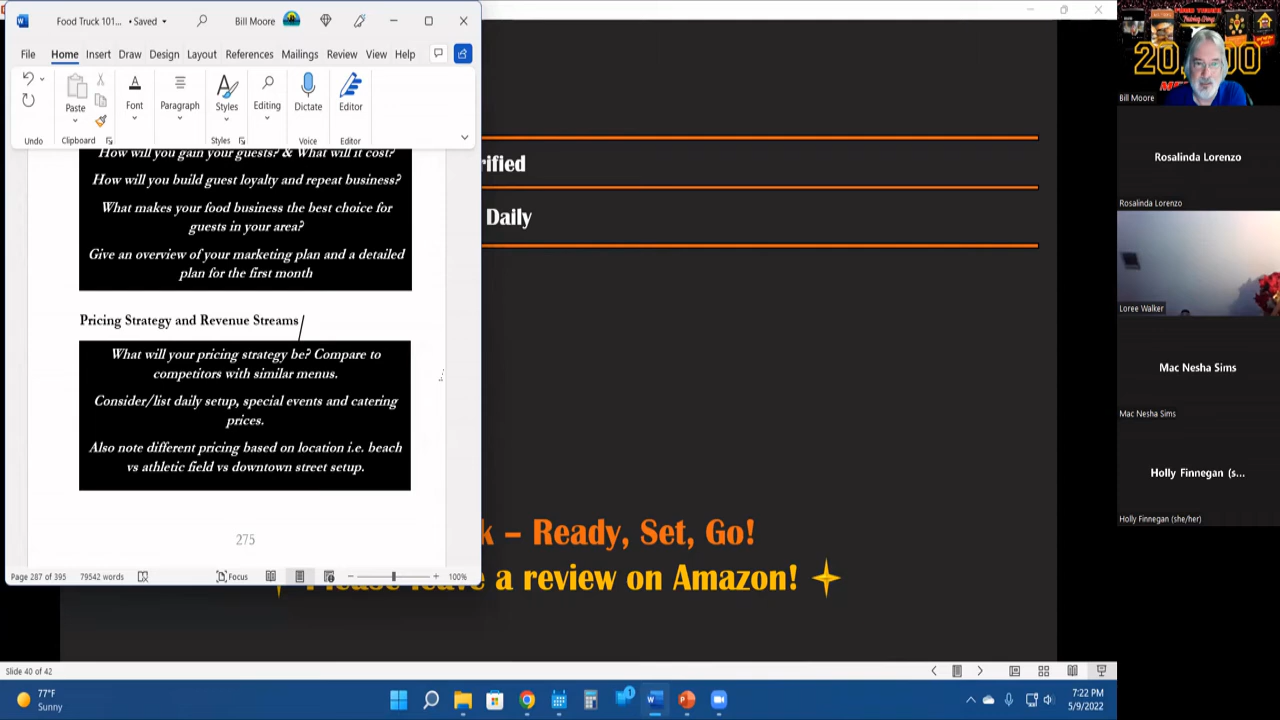 Food Truck 101... • Saved
Bill Moore
File Home Insert Draw Design Layout References Mailings Review View Help
Paste
Font
Paragraph
Styles
Editing
Dictate
Editor
Undo
Clipboard
Styles
Voice
Editor
How will you gain your guests? & What will it cost?
How will you build guest loyalty and repeat business?
What makes your food business the best choice for
guests in your area?
Give an overview of your marketing plan and a detailed
plan for the first month
Pricing Strategy and Revenue Streams
What will your pricing strategy be? Compare to
competitors with similar menus.
Consider/list daily setup, special events and catering
prices.
Also note different pricing based on location i.e. beach
vs athletic field vs downtown street setup.
275
Page 287 of 395 79542 words Focus 100%
rified
Daily
k – Ready, Set, Go!
Please leave a review on Amazon!
Slide 40 of 42
77°F
Sunny
1
7:22 PM
5/9/2022
FOOD TRUCK
Training Group
Bill Moore
Rosalinda Lorenzo
Rosalinda Lorenzo
Loree Walker
Mac Nesha Sims
Mac Nesha Sims
Holly Finnegan (s...
Holly Finnegan (she/her)